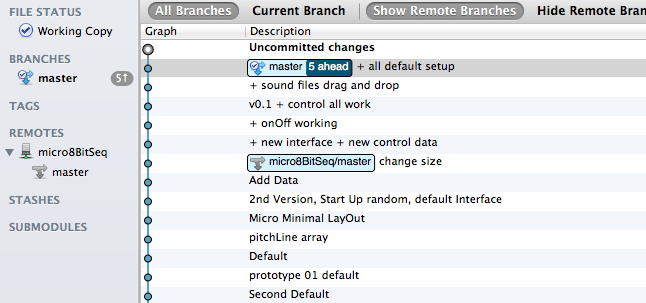 FILE STATUS
Working Copy
BRANCHES
master 5↑
TAGS
REMOTES
micro8BitSeq
master
STASHES
SUBMODULES
All Branches Current Branch Show Remote Branches Hide Remote Branches
Graph Description
Uncommitted changes
master 5 ahead + all default setup
+ sound files drag and drop
v0.1 + control all work
+ onOff working
+ new interface + new control data
micro8BitSeq/master change size
Add Data
2nd Version, Start Up random, default Interface
Micro Minimal LayOut
pitchLine array
Default
prototype 01 default
Second Default